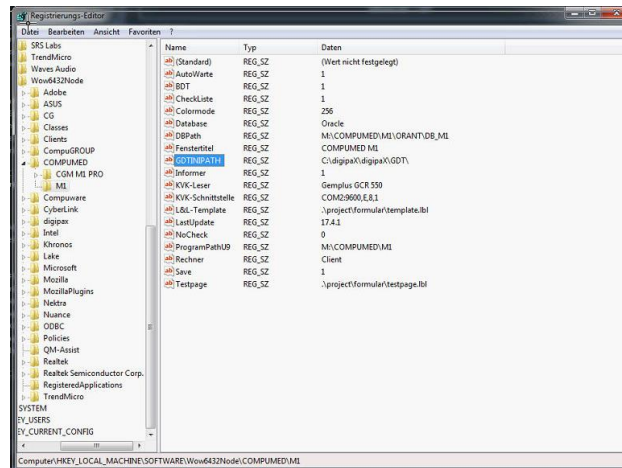 Registrierungs-Editor
Datei Bearbeiten Ansicht Favoriten ?
SRS Labs
TrendMicro
Waves Audio
Wow6432Node
Adobe
ASUS
CG
Classes
Clients
CompuGROUP
COMPUMED
CGM M1 PRO
M1
Compuware
CyberLink
digipax
Intel
Khronos
Lake
Microsoft
Mozilla
MozillaPlugins
Nektra
Nuance
ODBC
Policies
QM-Assist
Realtek
Realtek Semiconductor Corp.
RegisteredApplications
TrendMicro
SYSTEM
EY_USERS
EY_CURRENT_CONFIG
Name Typ Daten
(Standard) REG_SZ (Wert nicht festgelegt)
AutoWarte REG_SZ 1
BDT REG_SZ 1
CheckListe REG_SZ 1
Colormode REG_SZ 256
Database REG_SZ Oracle
DBPath REG_SZ M:\COMPUMED\M1\ORANT\DB_M1
Fenstertitel REG_SZ COMPUMED M1
GDTINIPATH REG_SZ C:\digipaX\digipaX\GDT\
Informer REG_SZ 1
KVK-Leser REG_SZ Gemplus GCR 550
KVK-Schnittstelle REG_SZ COM2:9600,E,8,1
L&L-Template REG_SZ .\project\formular\template.lbl
LastUpdate REG_SZ 17.4.1
NoCheck REG_SZ 0
ProgramPathU9 REG_SZ M:\COMPUMED\M1
Rechner REG_SZ Client
Save REG_SZ 1
Testpage REG_SZ .\project\formular\testpage.lbl
Computer\HKEY_LOCAL_MACHINE\SOFTWARE\Wow6432Node\COMPUMED\M1